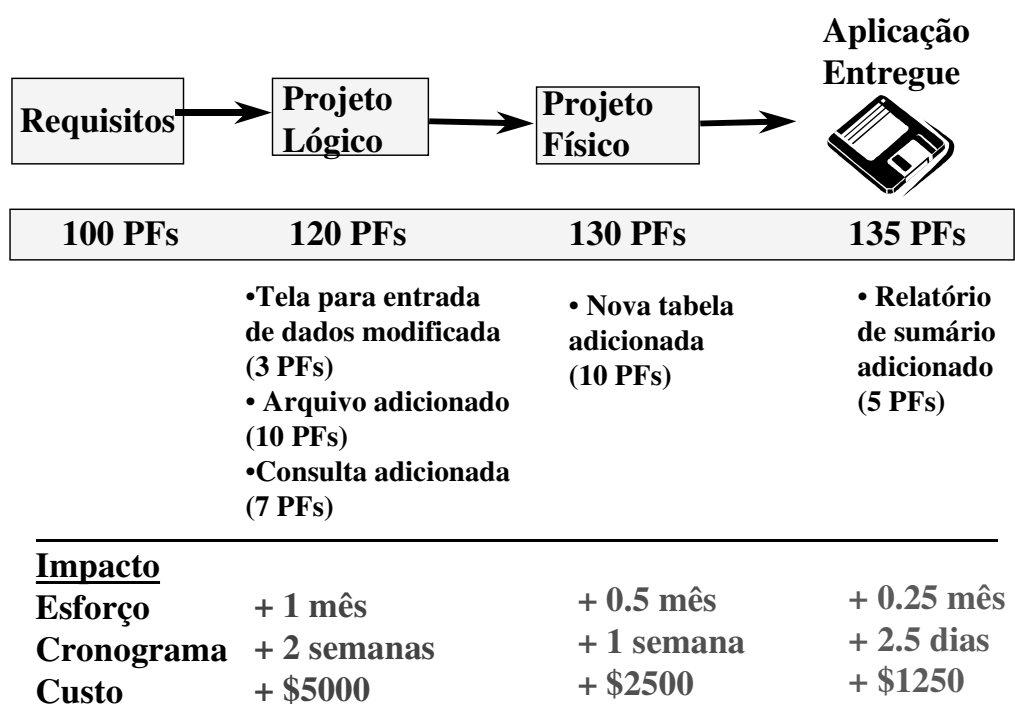 Aplicação
Entregue
Requisitos
Projeto
Lógico
Projeto
Físico
100 PFs
120 PFs
130 PFs
135 PFs
•Tela para entrada
de dados modificada
(3 PFs)
• Arquivo adicionado
(10 PFs)
•Consulta adicionada
(7 PFs)
• Nova tabela
adicionada
(10 PFs)
• Relatório
de sumário
adicionado
(5 PFs)
Impacto
Esforço + 1 mês + 0.5 mês + 0.25 mês
Cronograma + 2 semanas + 1 semana + 2.5 dias
Custo + $5000 + $2500 + $1250